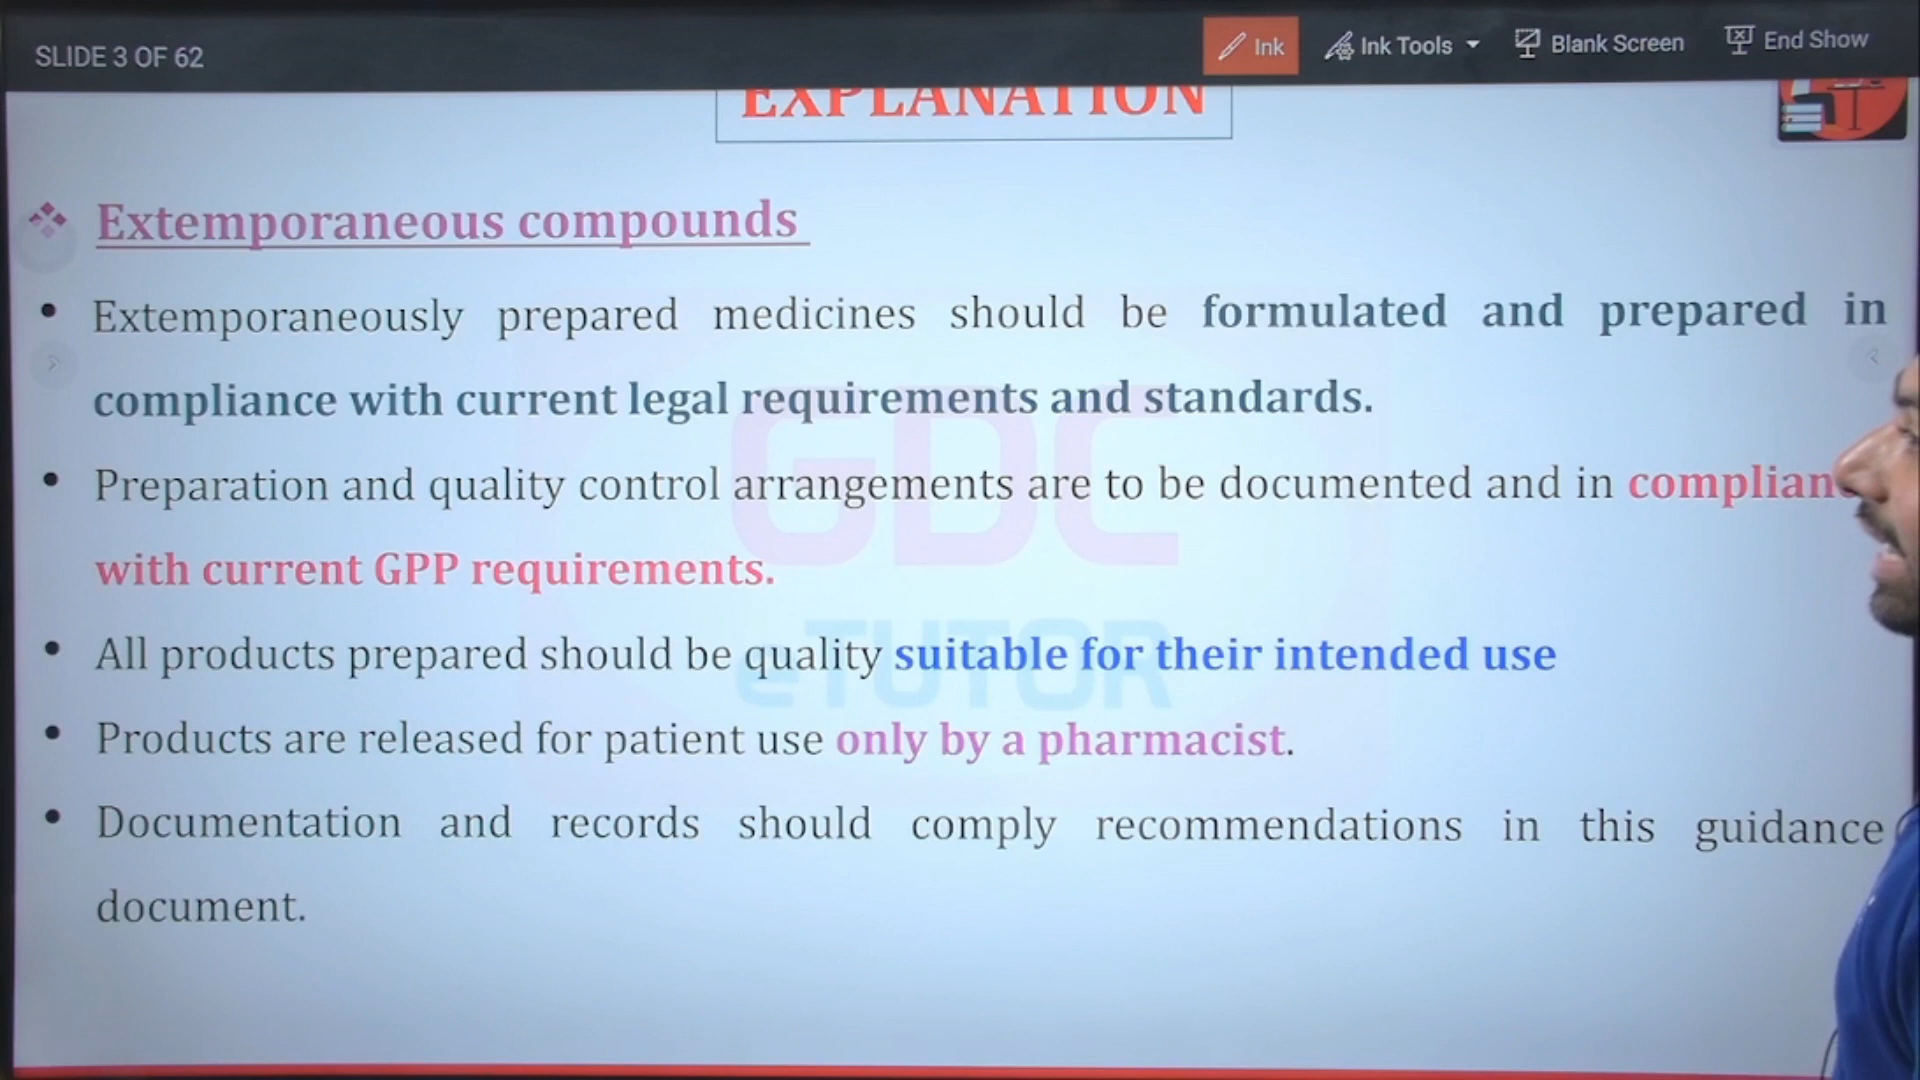 SLIDE 3 OF 62
Ink
Ink Tools
Blank Screen
End Show
EXPLANATION
Extemporaneous compounds
• Extemporaneously prepared medicines should be formulated and prepared in
compliance with current legal requirements and standards.
• Preparation and quality control arrangements are to be documented and in
with current GPP requirements.
• All products prepared should be quality suitable for their intended use
• Products are released for patient use only by a pharmacist.
• Documentation and records should comply recommendations in this guidance
document.
GDC
eTUTOR